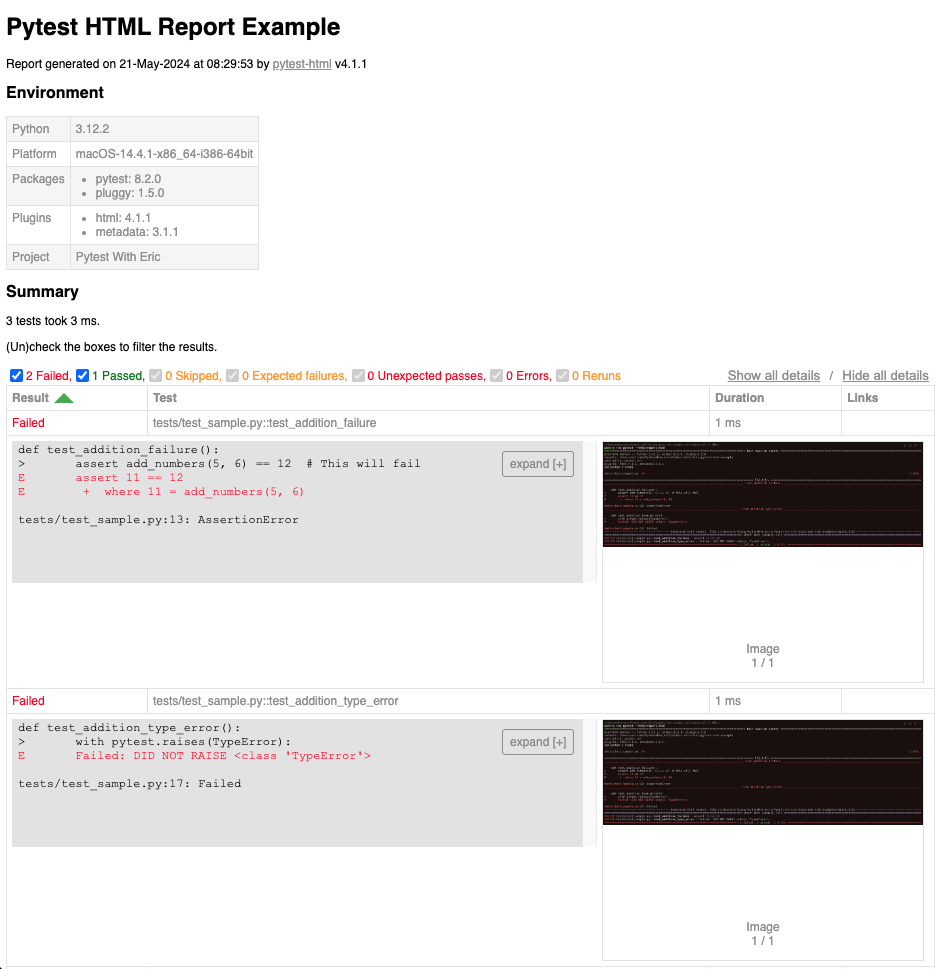 Pytest HTML Report Example
Report generated on 21-May-2024 at 08:29:53 by pytest-html v4.1.1
Environment
Python 3.12.2
Platform macOS-14.4.1-x86_64-i386-64bit
Packages
• pytest: 8.2.0
• pluggy: 1.5.0
Plugins
• html: 4.1.1
• metadata: 3.1.1
Project Pytest With Eric
Summary
3 tests took 3 ms.
(Un)check the boxes to filter the results.
2 Failed, 1 Passed, 0 Skipped, 0 Expected failures, 0 Unexpected passes, 0 Errors, 0 Reruns Show all details / Hide all details
Result Test Duration Links
Failed tests/test_sample.py::test_addition_failure 1 ms
def test_addition_failure():
>       assert add_numbers(5, 6) == 12  # This will fail
E       assert 11 == 12
E        +  where 11 = add_numbers(5, 6)
tests/test_sample.py:13: AssertionError
expand [+]
Image
1 / 1
Failed tests/test_sample.py::test_addition_type_error 1 ms
def test_addition_type_error():
>       with pytest.raises(TypeError):
E       Failed: DID NOT RAISE <class 'TypeError'>
tests/test_sample.py:17: Failed
expand [+]
Image
1 / 1